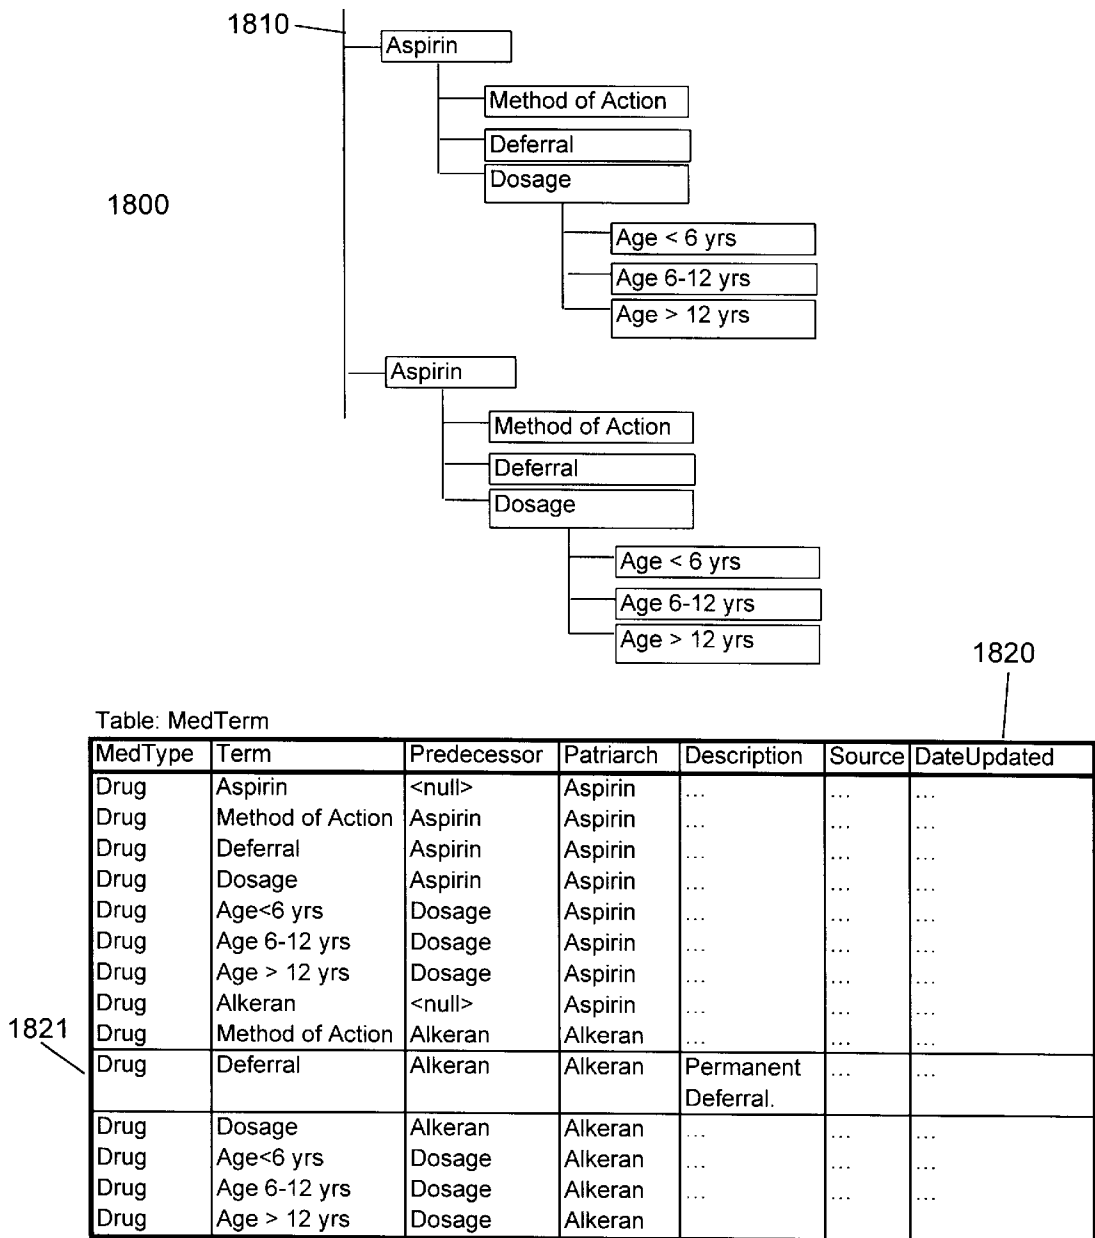 1810
Aspirin
Method of Action
Deferral
Dosage
1800
Age < 6 yrs
Age 6-12 yrs
Age > 12 yrs
Aspirin
Method of Action
Deferral
Dosage
Age < 6 yrs
Age 6-12 yrs
Age > 12 yrs
1820
Table: MedTerm
MedType Term Predecessor Patriarch Description Source DateUpdated
Drug Aspirin <null> Aspirin ... ... ...
Drug Method of Action Aspirin Aspirin ... ... ...
Drug Deferral Aspirin Aspirin ... ... ...
Drug Dosage Aspirin Aspirin ... ... ...
Drug Age<6 yrs Dosage Aspirin ... ... ...
Drug Age 6-12 yrs Dosage Aspirin ... ... ...
Drug Age > 12 yrs Dosage Aspirin ... ... ...
Drug Alkeran <null> Aspirin ... ... ...
1821
Drug Method of Action Alkeran Alkeran ... ... ...
Drug Deferral Alkeran Alkeran Permanent ... ...
Deferral.
Drug Dosage Alkeran Alkeran ... ... ...
Drug Age<6 yrs Dosage Alkeran ... ... ...
Drug Age 6-12 yrs Dosage Alkeran ... ... ...
Drug Age > 12 yrs Dosage Alkeran